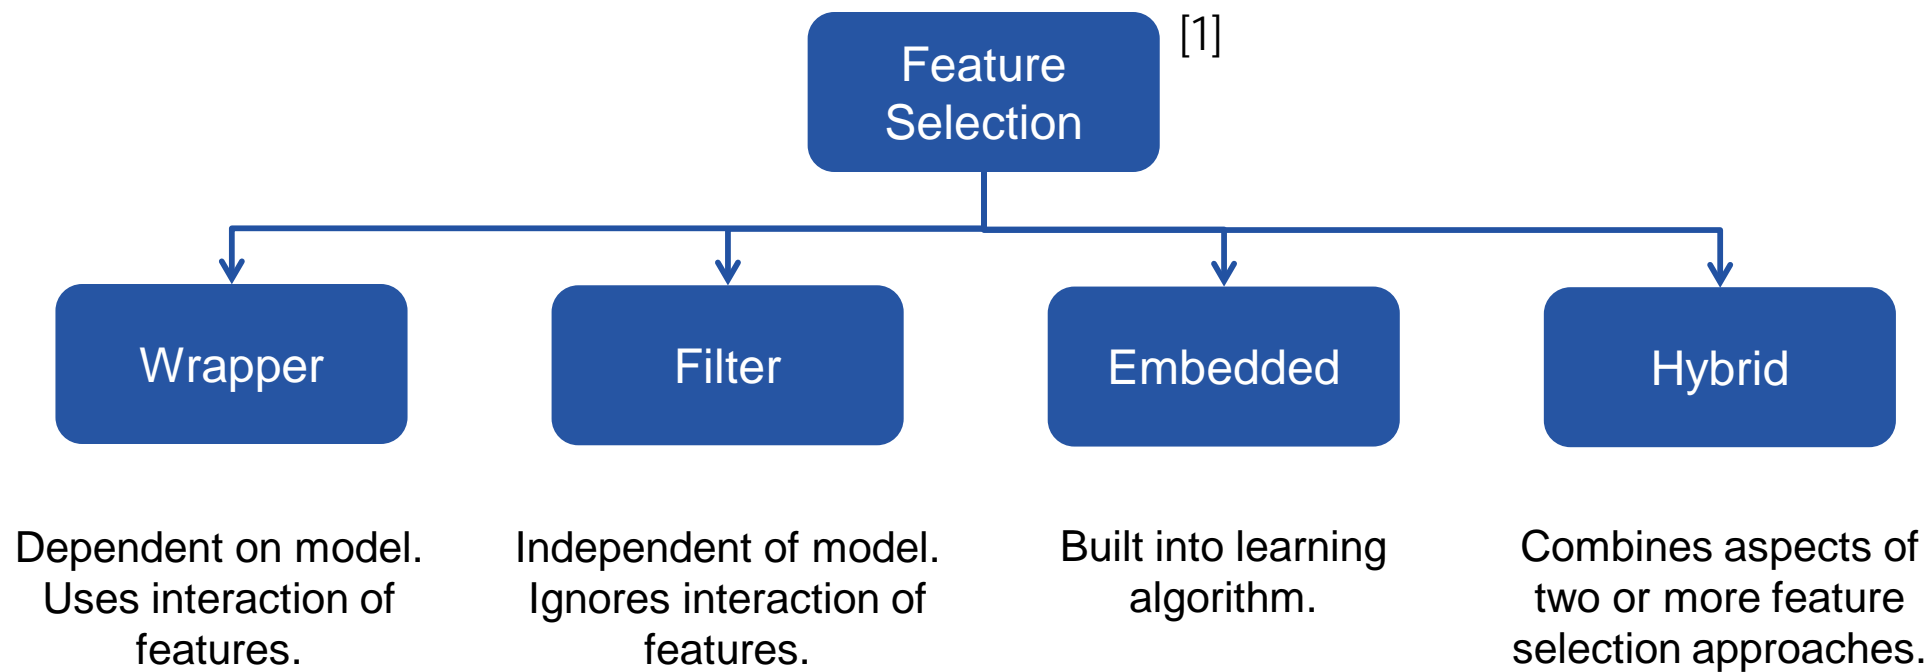 Feature
Selection
[1]
Wrapper
Filter
Embedded
Hybrid
Dependent on model.
Uses interaction of
features.
Independent of model.
Ignores interaction of
features.
Built into learning
algorithm.
Combines aspects of
two or more feature
selection approaches.